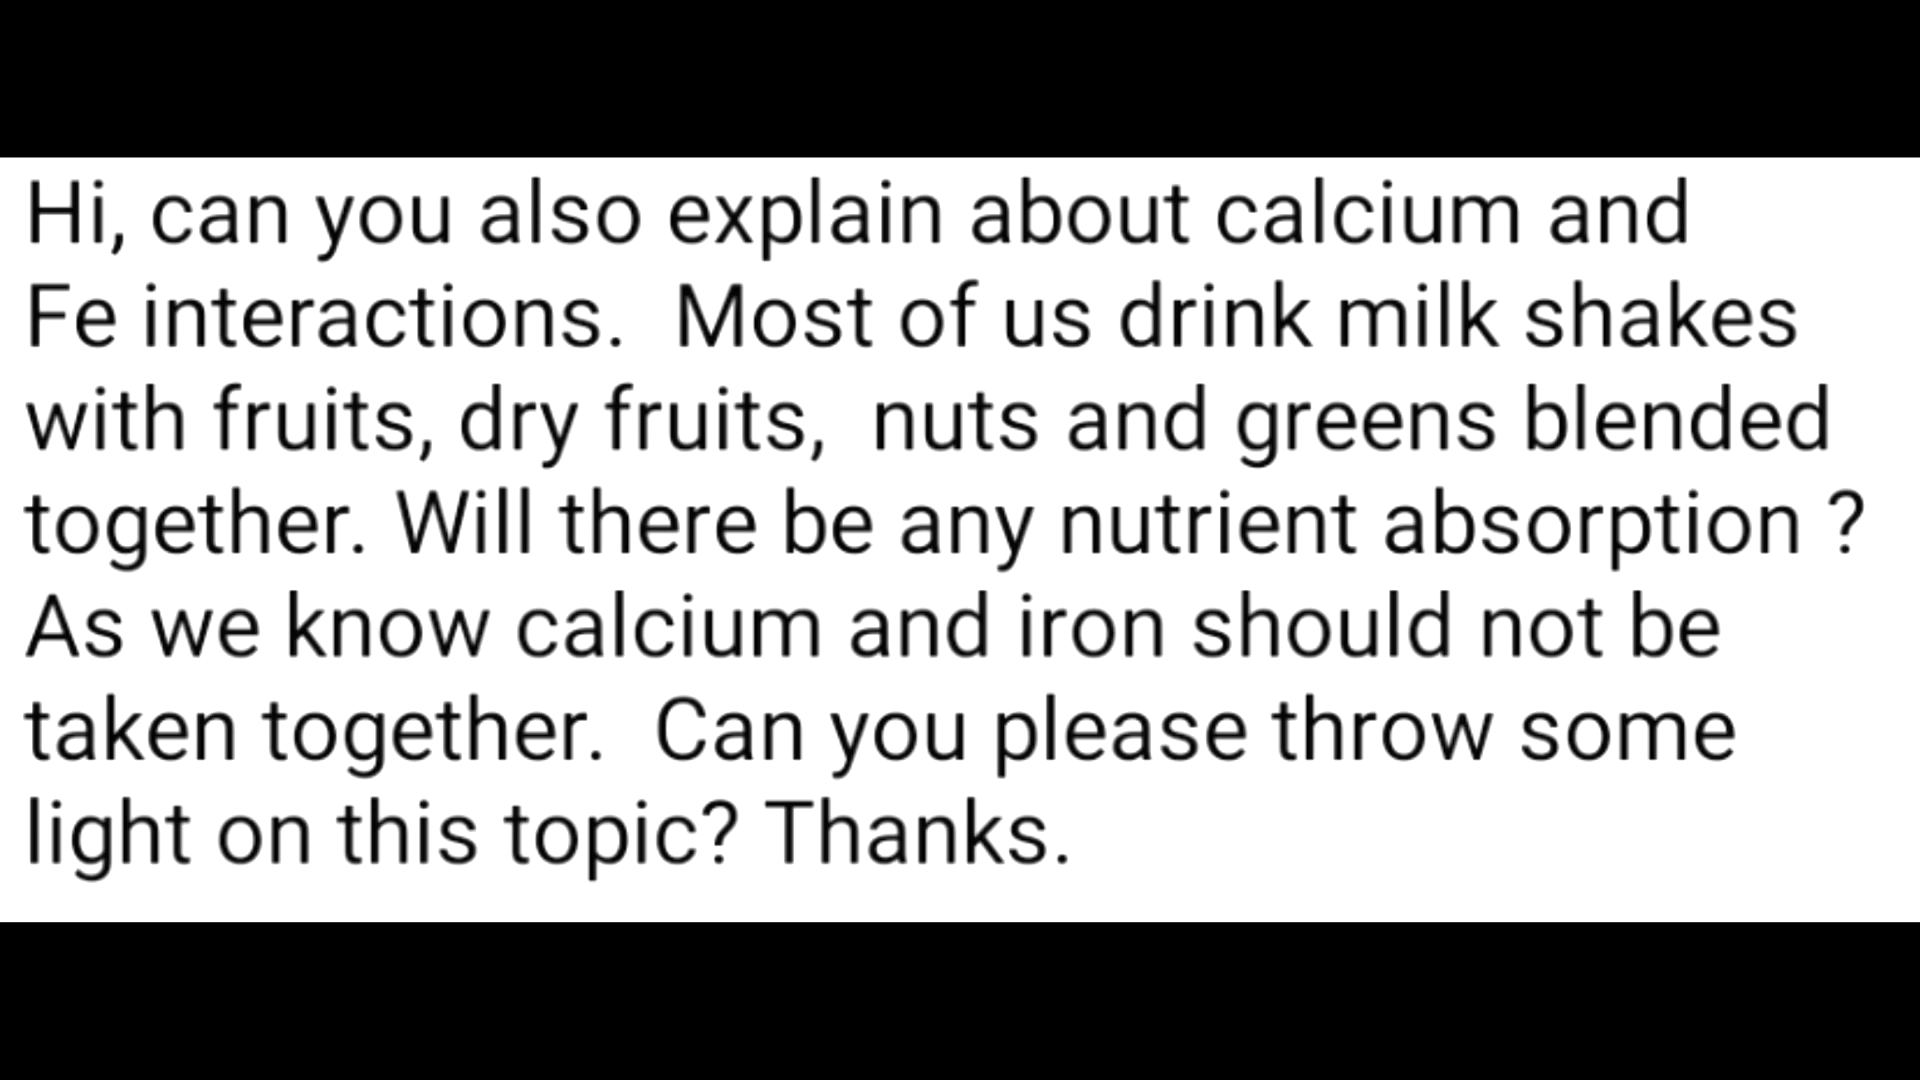 Hi, can you also explain about calcium and
Fe interactions.  Most of us drink milk shakes
with fruits, dry fruits,  nuts and greens blended
together. Will there be any nutrient absorption ?
As we know calcium and iron should not be
taken together.  Can you please throw some
light on this topic? Thanks.